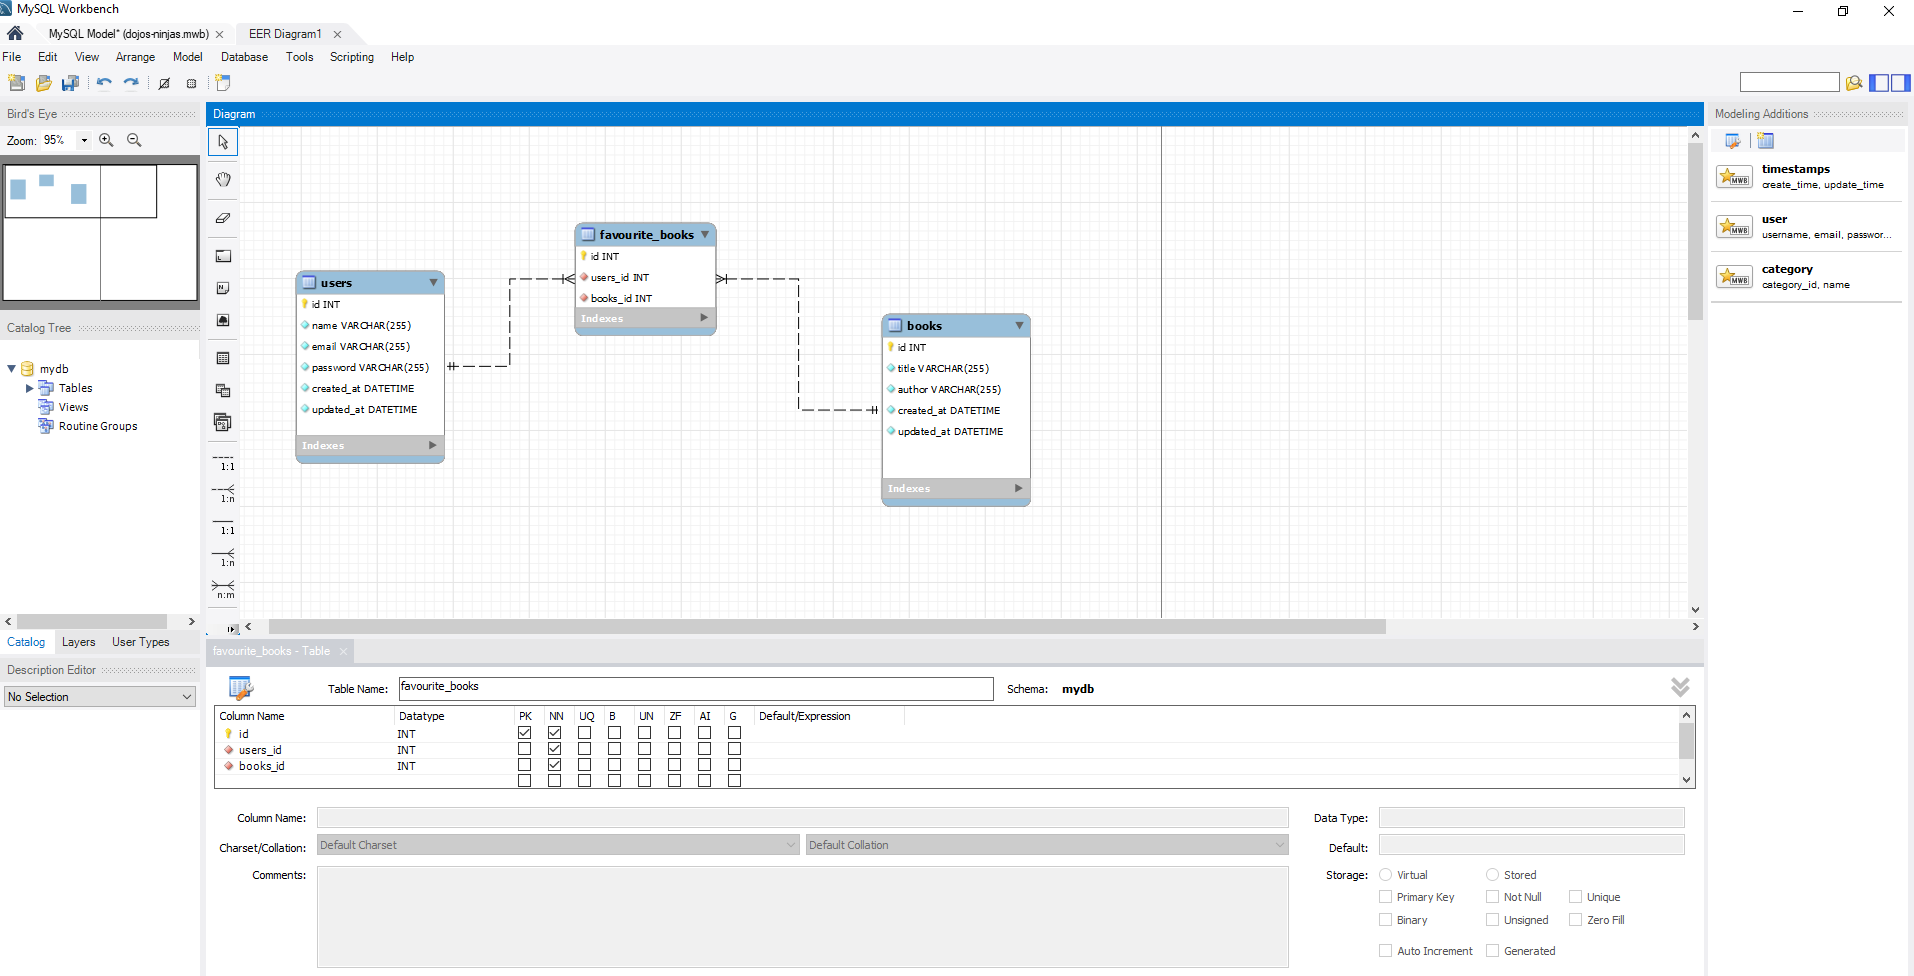 MySQL Workbench
MySQL Model* (dojos-ninjas.mwb)
EER Diagram1
File Edit View Arrange Model Database Tools Scripting Help
Bird's Eye
Zoom: 95%
Catalog Tree
mydb
Tables
Views
Routine Groups
Catalog Layers User Types
Description Editor
No Selection
Diagram
1:1
1:n
1:1
1:n
n:m
users
id INT
name VARCHAR(255)
email VARCHAR(255)
password VARCHAR(255)
created_at DATETIME
updated_at DATETIME
Indexes
favourite_books
id INT
users_id INT
books_id INT
Indexes
books
id INT
title VARCHAR(255)
author VARCHAR(255)
created_at DATETIME
updated_at DATETIME
Indexes
Modeling Additions
MWB
timestamps
create_time, update_time
MWB
user
username, email, passwor...
MWB
category
category_id, name
favourite_books - Table
Table Name: favourite_books Schema: mydb
Column Name Datatype PK NN UQ B UN ZF AI G Default/Expression
id INT
users_id INT
books_id INT
Column Name: Data Type:
Charset/Collation: Default Charset Default Collation Default:
Comments: Storage: Virtual Stored
Primary Key Not Null Unique
Binary Unsigned Zero Fill
Auto Increment Generated